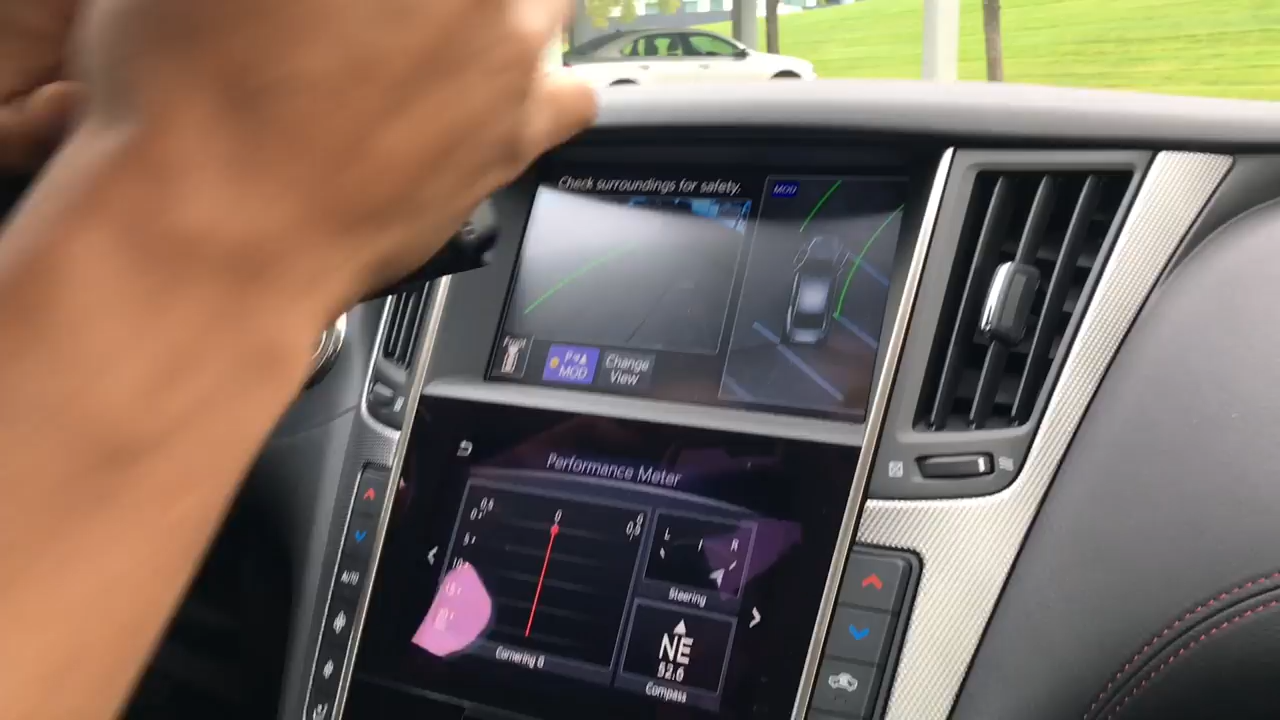 Check surroundings for safety.
MOD
Front
P
MOD
Change
View
Performance Meter
0
Cornering 0
L
R
Steering
NE
52.6
Compass
AUTO